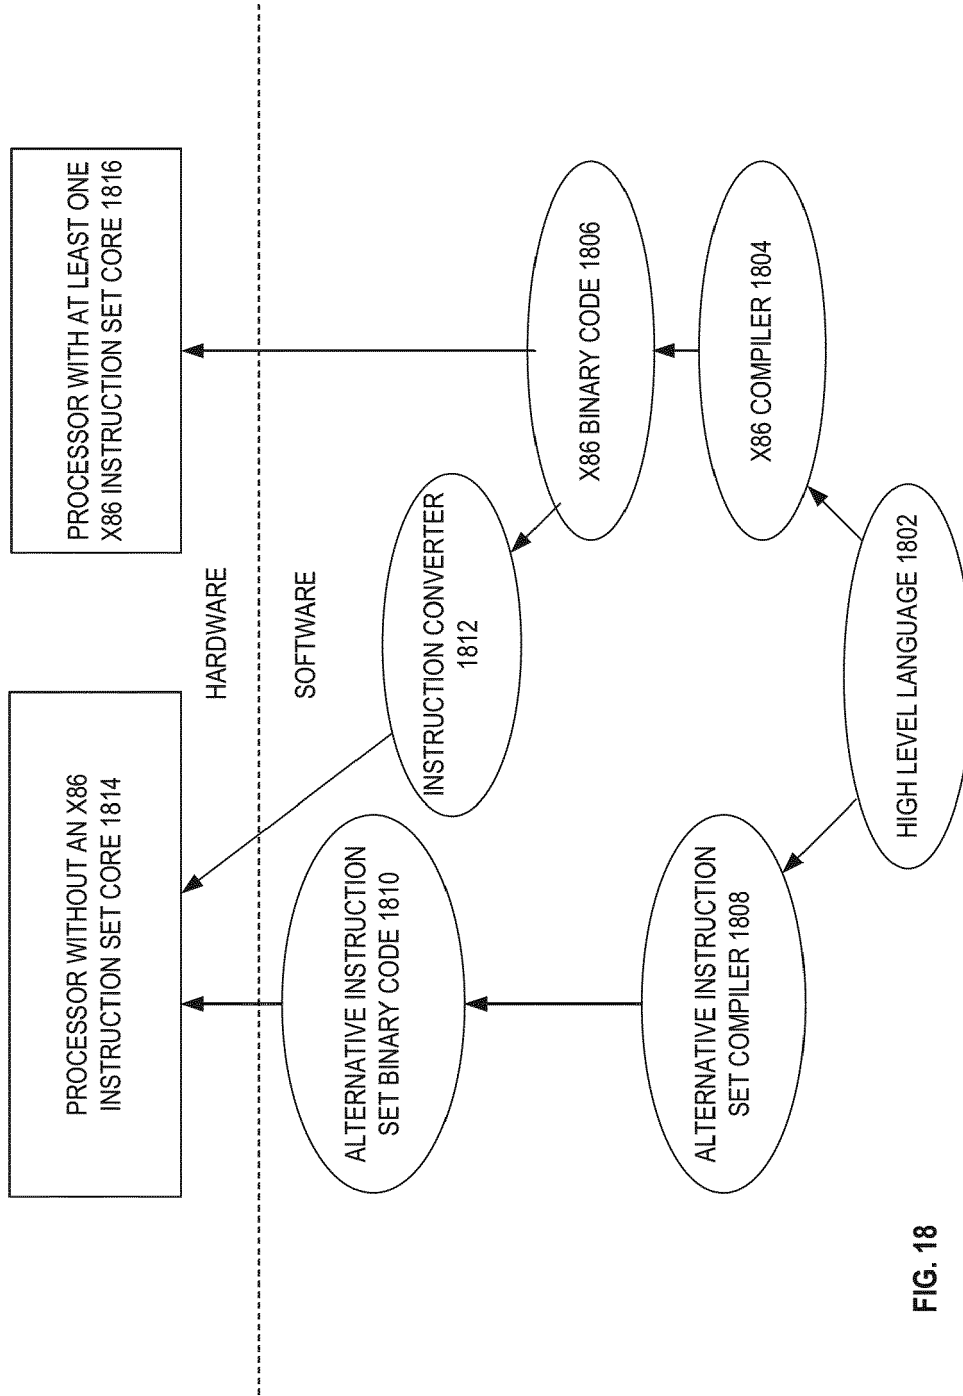 PROCESSOR WITHOUT AN X86
INSTRUCTION SET CORE 1814
PROCESSOR WITH AT LEAST ONE
X86 INSTRUCTION SET CORE 1816
HARDWARE
SOFTWARE
ALTERNATIVE INSTRUCTION
SET BINARY CODE 1810
INSTRUCTION CONVERTER
1812
X86 BINARY CODE 1806
ALTERNATIVE INSTRUCTION
SET COMPILER 1808
X86 COMPILER 1804
HIGH LEVEL LANGUAGE 1802
FIG. 18